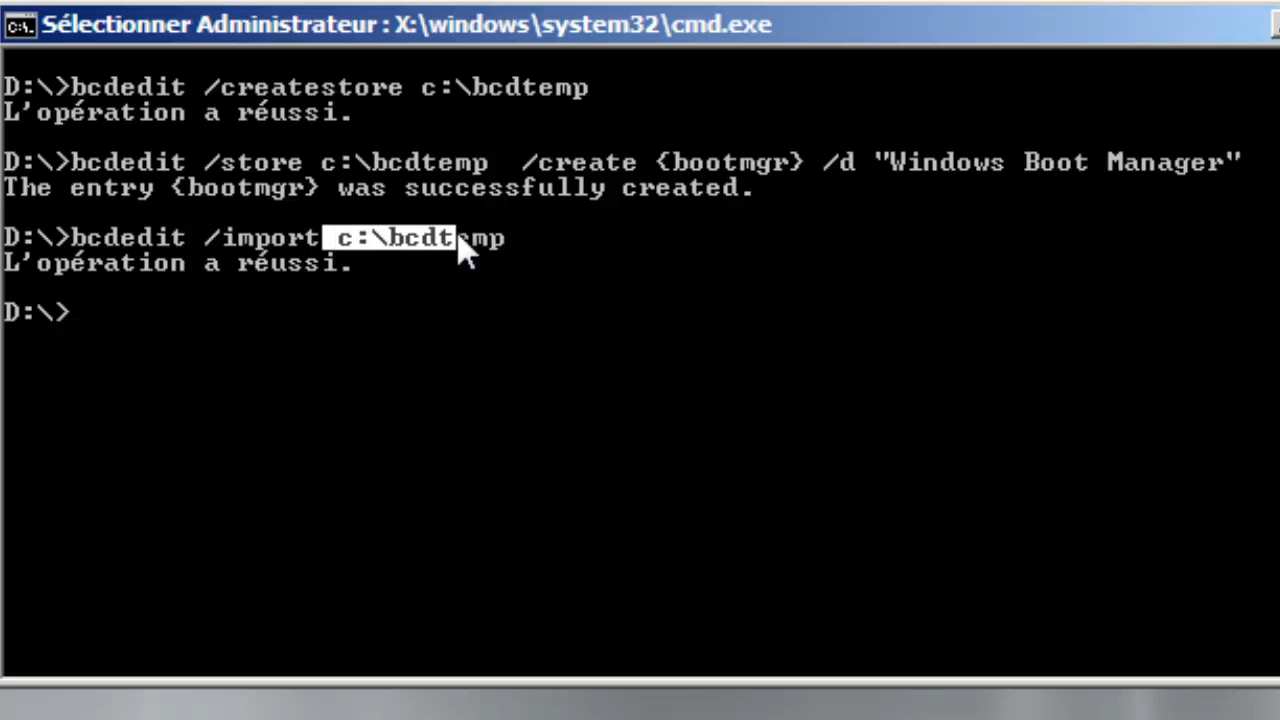 Sélectionner Administrateur : X:\windows\system32\cmd.exe
D:\>bcdedit /createstore c:\bcdtemp
L'opération a réussi.
D:\>bcdedit /store c:\bcdtemp  /create {bootmgr} /d "Windows Boot Manager"
The entry {bootmgr} was successfully created.
D:\>bcdedit /import c:\bcdtemp
L'opération a réussi.
D:\>